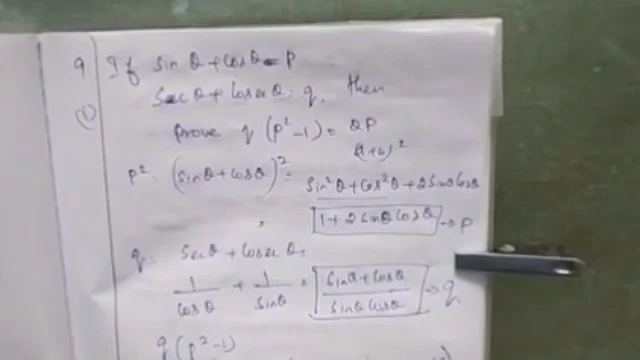 9 If sin θ + cos θ = P
① Sec θ + cosec θ = q, then
prove q (p² - 1) = 2P
(a+b)²
p² = (sin θ + cos θ)² = sin² θ + cos² θ + 2 sin θ cos θ
= 1 + 2 sin θ cos θ → P
q = sec θ + cosec θ =
1/cos θ + 1/sin θ = (sin θ + cos θ)/(sin θ cos θ) → q
q (p² - 1)